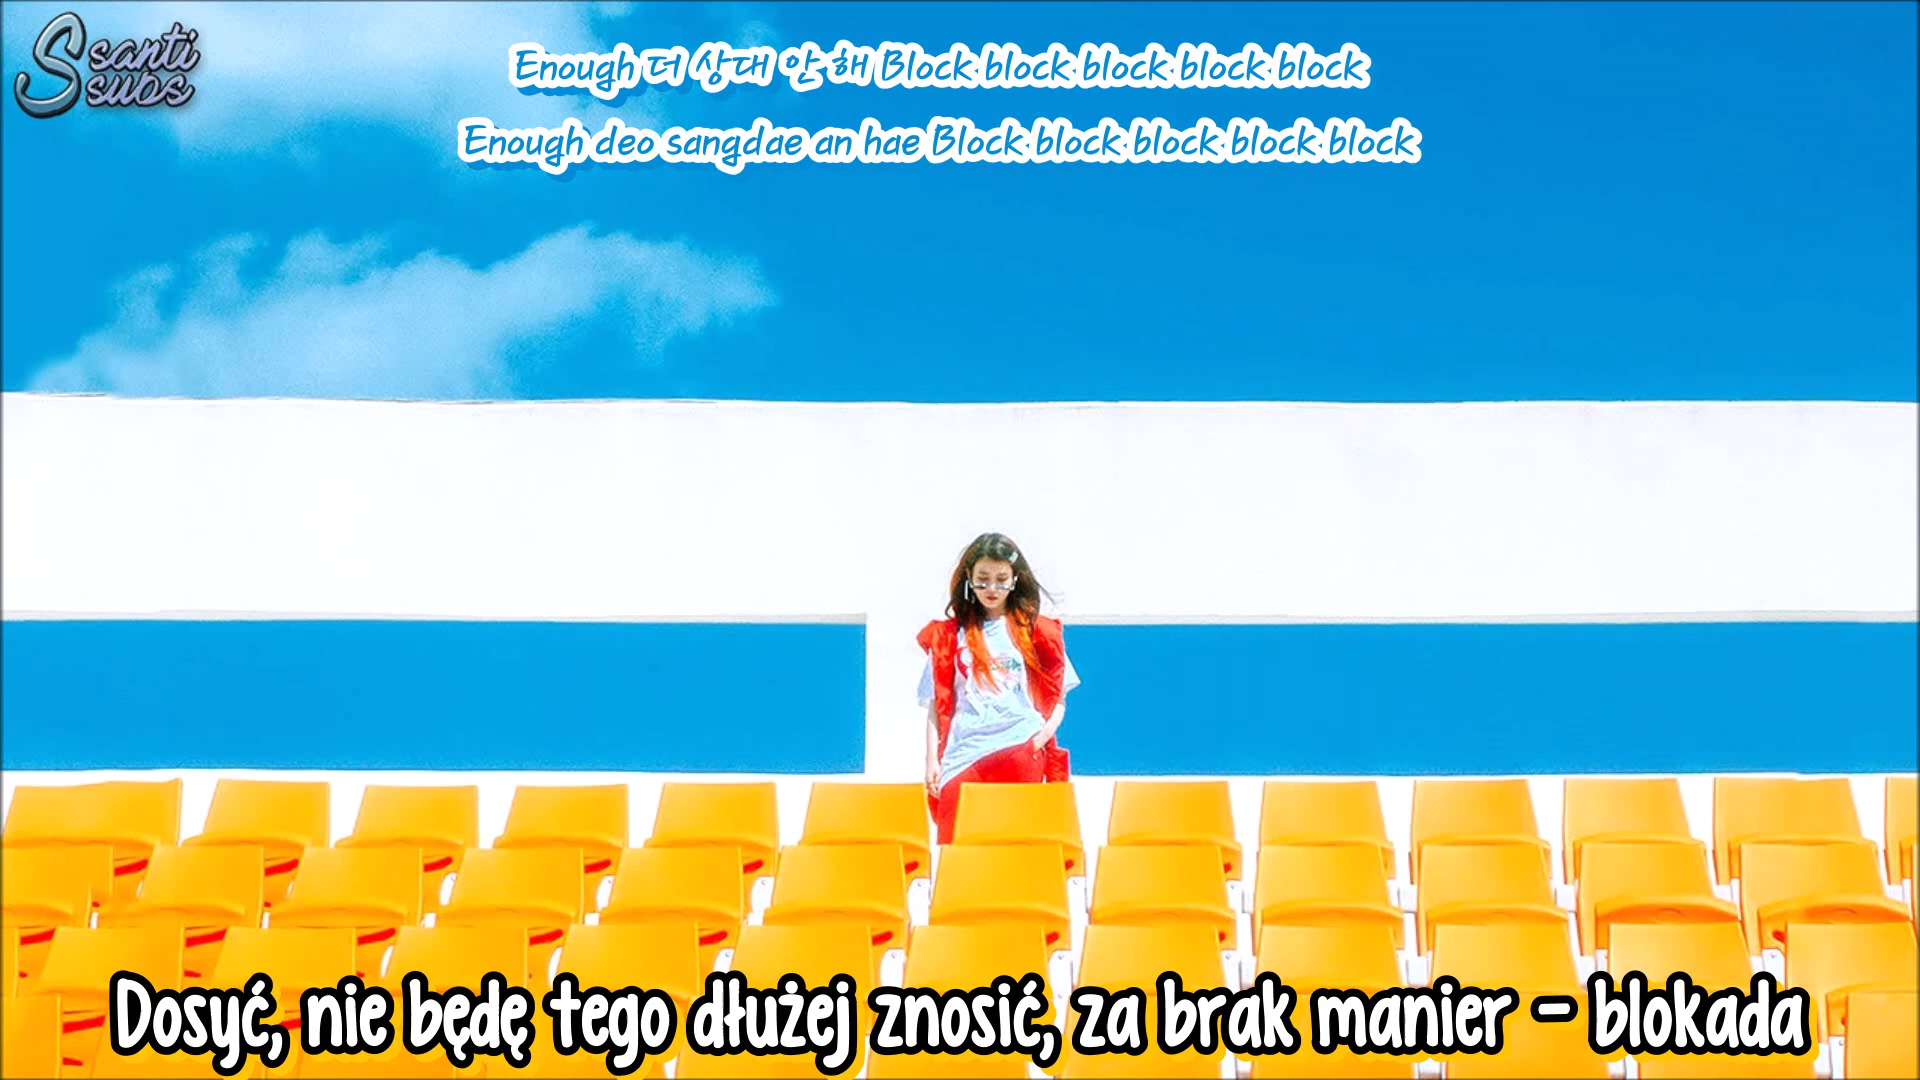 Ssanti
subs
Enough 더 상대 안 해 Block block block block block
Enough deo sangdae an hae Block block block block block
Dosyć, nie będę tego dłużej znosić, za brak manier - blokada